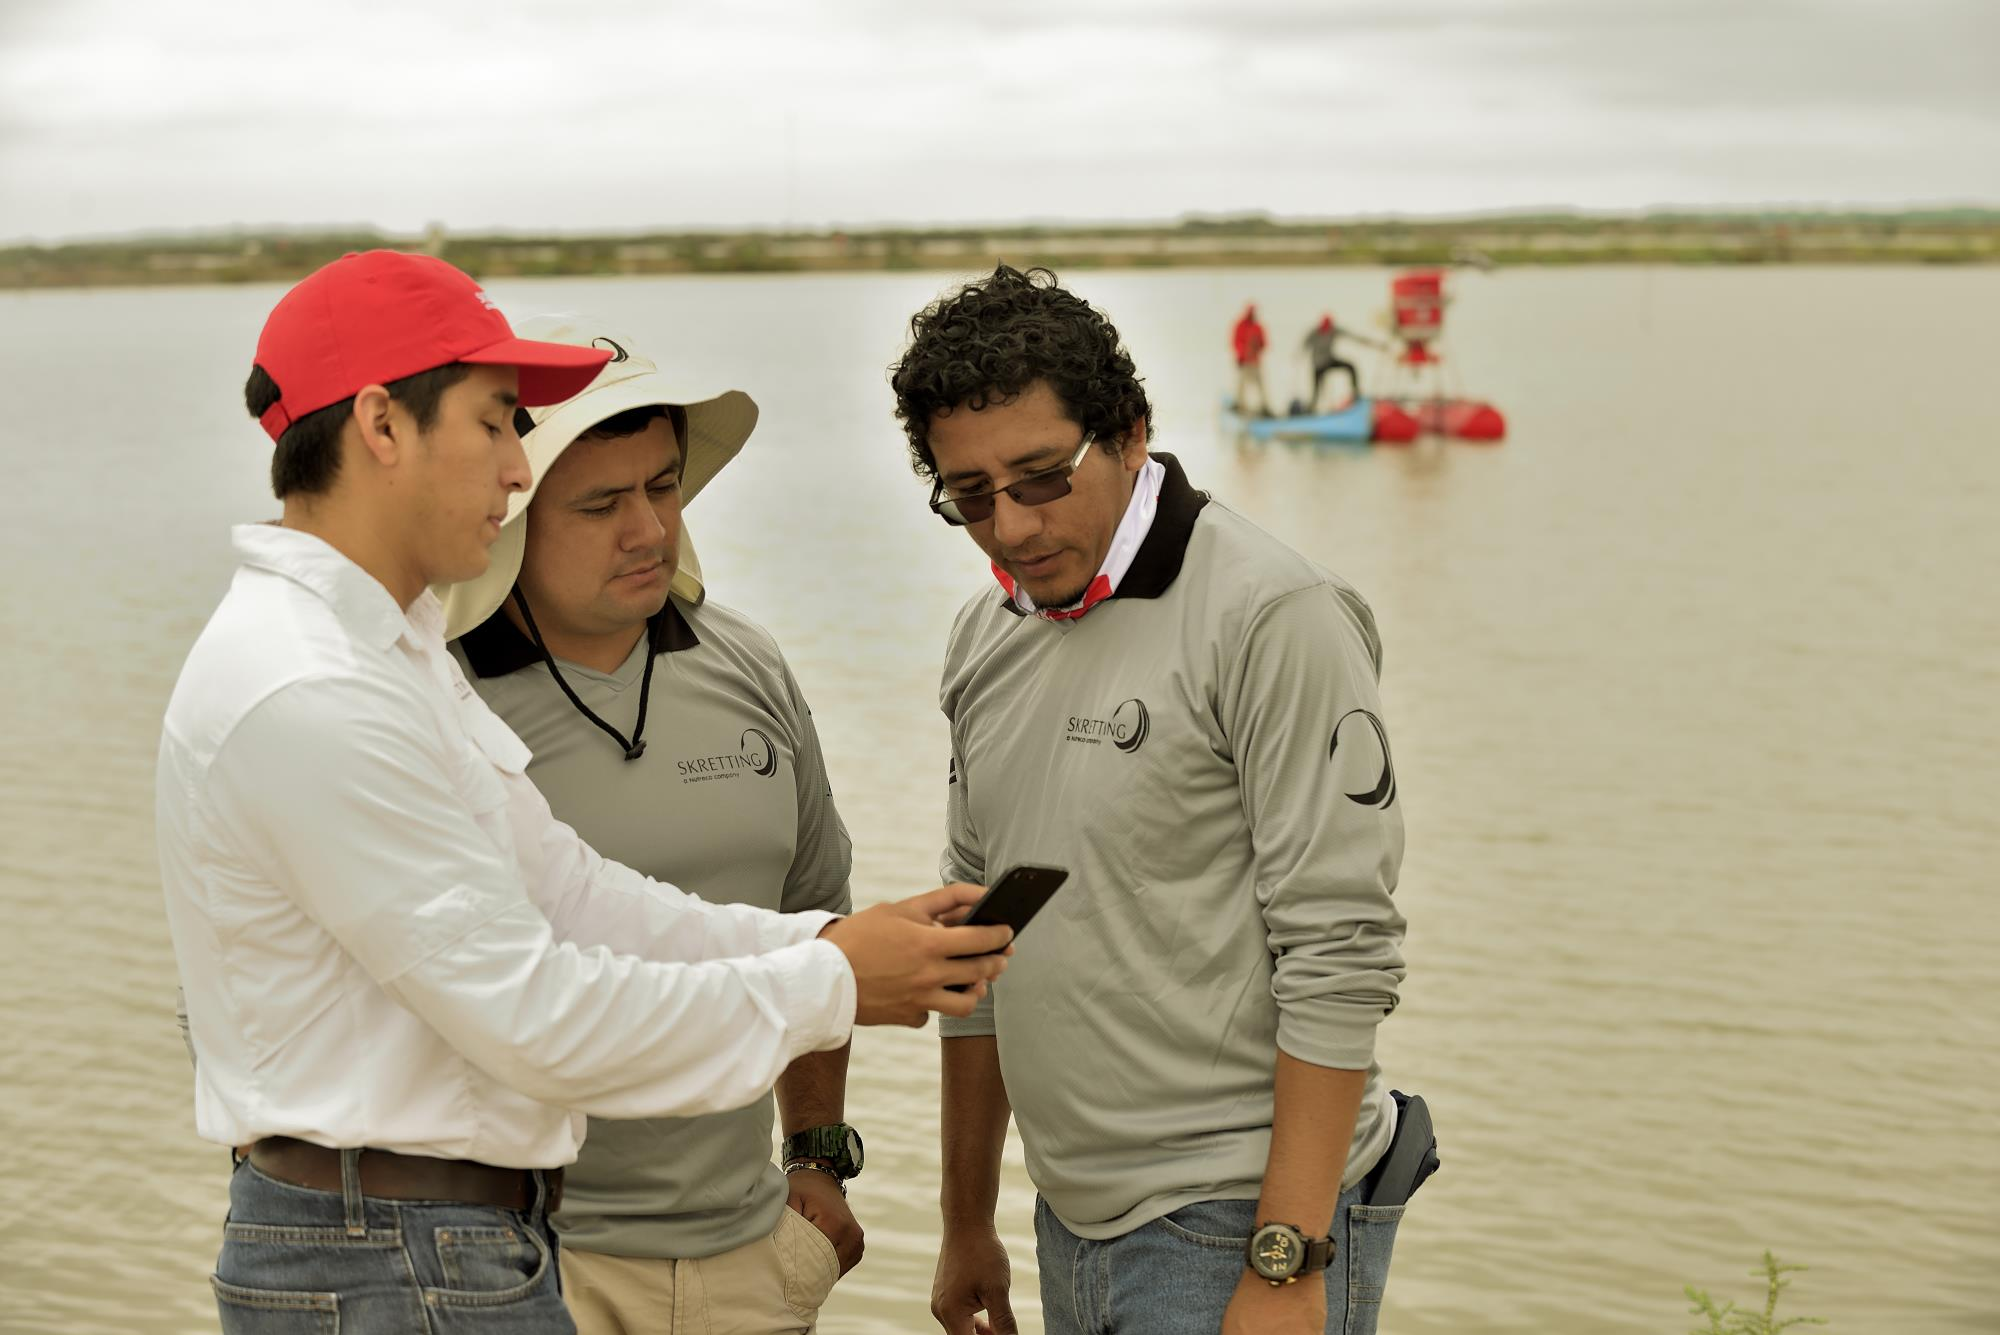 SKRETTING
a Nutreco company
SKRETTING
a Nutreco company